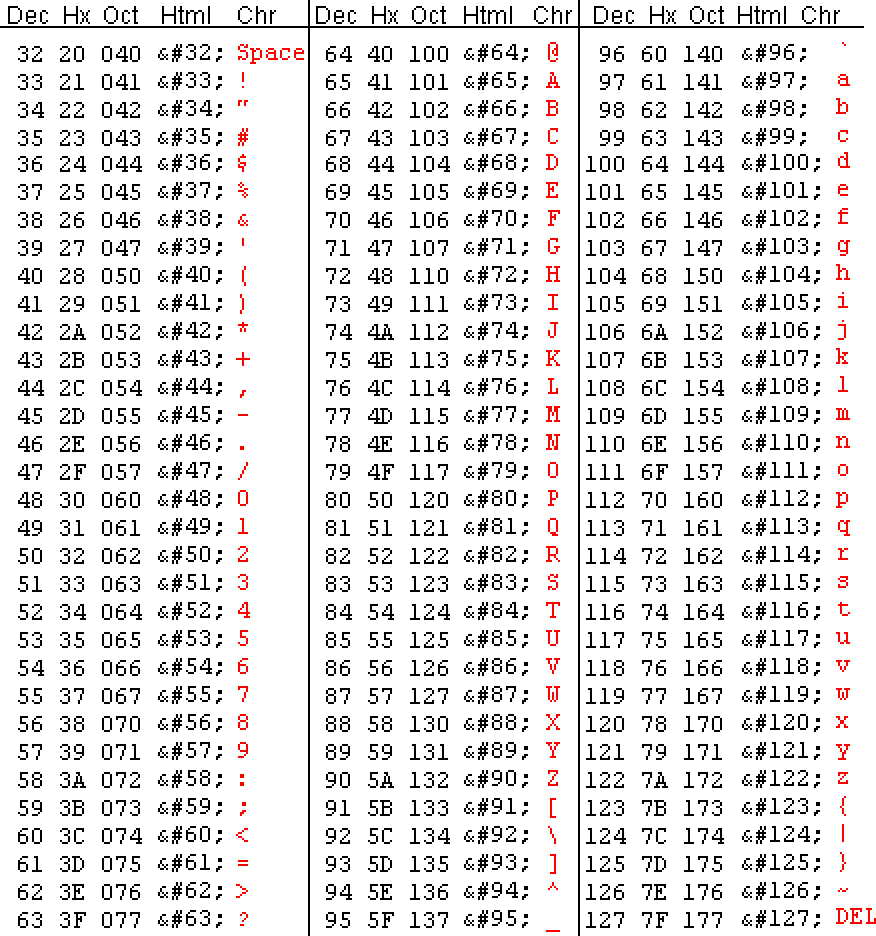 Dec Hx Oct Html Chr Dec Hx Oct Html Chr Dec Hx Oct Html Chr
32 20 040 &#32; Space 64 40 100 &#64; @ 96 60 140 &#96; `
33 21 041 &#33; ! 65 41 101 &#65; A 97 61 141 &#97; a
34 22 042 &#34; " 66 42 102 &#66; B 98 62 142 &#98; b
35 23 043 &#35; # 67 43 103 &#67; C 99 63 143 &#99; c
36 24 044 &#36; $ 68 44 104 &#68; D 100 64 144 &#100; d
37 25 045 &#37; % 69 45 105 &#69; E 101 65 145 &#101; e
38 26 046 &#38; & 70 46 106 &#70; F 102 66 146 &#102; f
39 27 047 &#39; ' 71 47 107 &#71; G 103 67 147 &#103; g
40 28 050 &#40; ( 72 48 110 &#72; H 104 68 150 &#104; h
41 29 051 &#41; ) 73 49 111 &#73; I 105 69 151 &#105; i
42 2A 052 &#42; * 74 4A 112 &#74; J 106 6A 152 &#106; j
43 2B 053 &#43; + 75 4B 113 &#75; K 107 6B 153 &#107; k
44 2C 054 &#44; , 76 4C 114 &#76; L 108 6C 154 &#108; l
45 2D 055 &#45; - 77 4D 115 &#77; M 109 6D 155 &#109; m
46 2E 056 &#46; . 78 4E 116 &#78; N 110 6E 156 &#110; n
47 2F 057 &#47; / 79 4F 117 &#79; O 111 6F 157 &#111; o
48 30 060 &#48; 0 80 50 120 &#80; P 112 70 160 &#112; p
49 31 061 &#49; 1 81 51 121 &#81; Q 113 71 161 &#113; q
50 32 062 &#50; 2 82 52 122 &#82; R 114 72 162 &#114; r
51 33 063 &#51; 3 83 53 123 &#83; S 115 73 163 &#115; s
52 34 064 &#52; 4 84 54 124 &#84; T 116 74 164 &#116; t
53 35 065 &#53; 5 85 55 125 &#85; U 117 75 165 &#117; u
54 36 066 &#54; 6 86 56 126 &#86; V 118 76 166 &#118; v
55 37 067 &#55; 7 87 57 127 &#87; W 119 77 167 &#119; w
56 38 070 &#56; 8 88 58 130 &#88; X 120 78 170 &#120; x
57 39 071 &#57; 9 89 59 131 &#89; Y 121 79 171 &#121; y
58 3A 072 &#58; : 90 5A 132 &#90; Z 122 7A 172 &#122; z
59 3B 073 &#59; ; 91 5B 133 &#91; [ 123 7B 173 &#123; {
60 3C 074 &#60; < 92 5C 134 &#92; \ 124 7C 174 &#124; |
61 3D 075 &#61; = 93 5D 135 &#93; ] 125 7D 175 &#125; }
62 3E 076 &#62; > 94 5E 136 &#94; ^ 126 7E 176 &#126; ~
63 3F 077 &#63; ? 95 5F 137 &#95; _ 127 7F 177 &#127; DEL